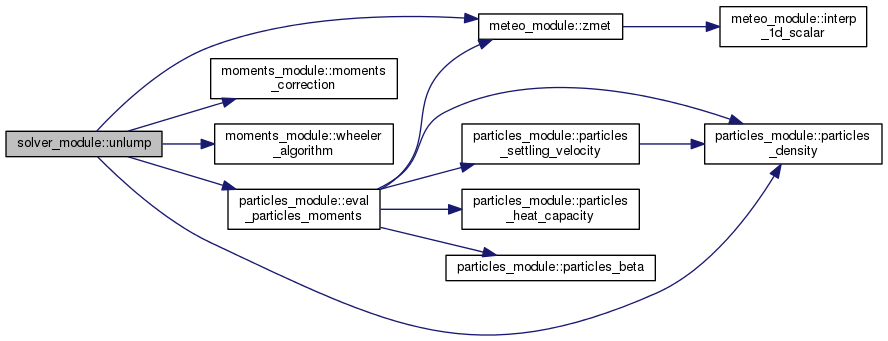 solver_module::unlump
meteo_module::zmet
meteo_module::interp
_1d_scalar
moments_module::moments
_correction
moments_module::wheeler
_algorithm
particles_module::eval
_particles_moments
particles_module::particles
_settling_velocity
particles_module::particles
_density
particles_module::particles
_heat_capacity
particles_module::particles_beta